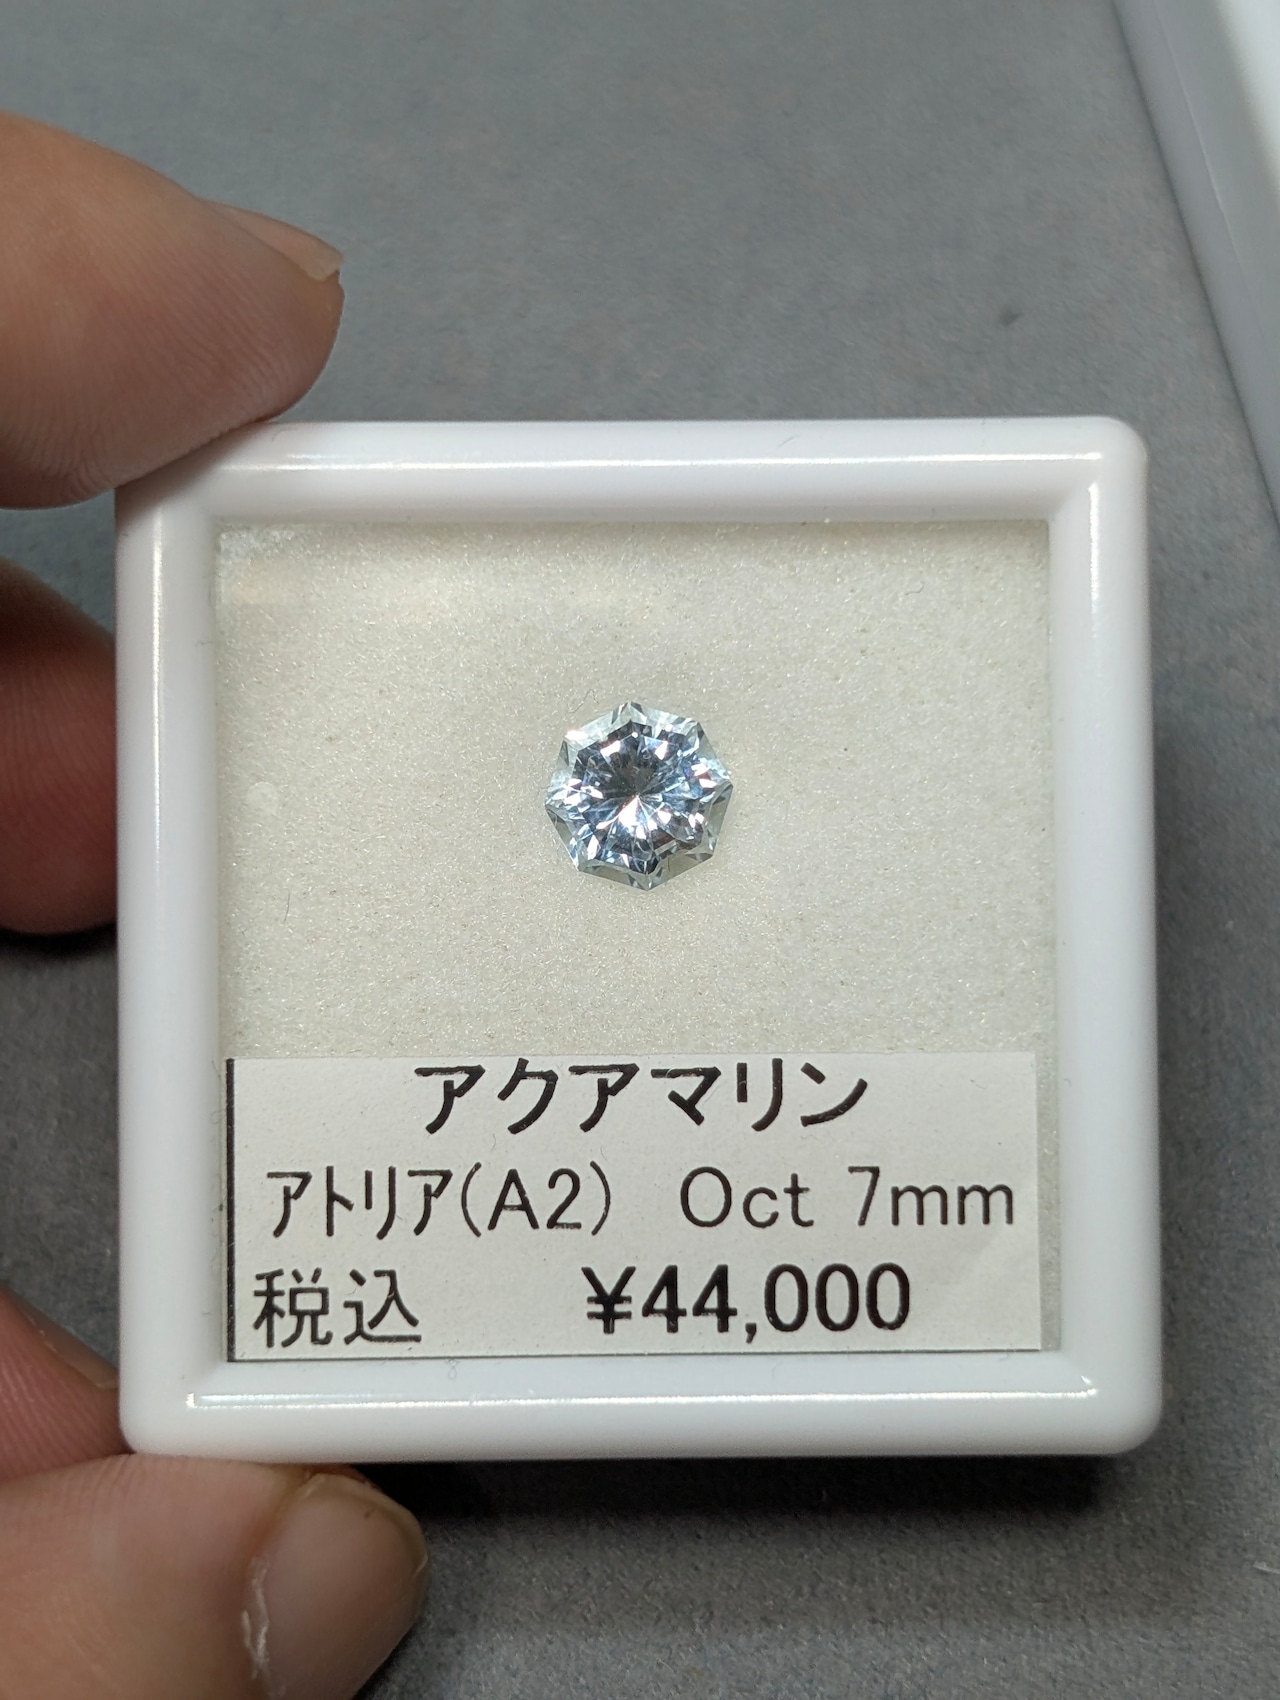 アクアマリン
アトリア(A2) Oct 7mm
税込 ¥44,000